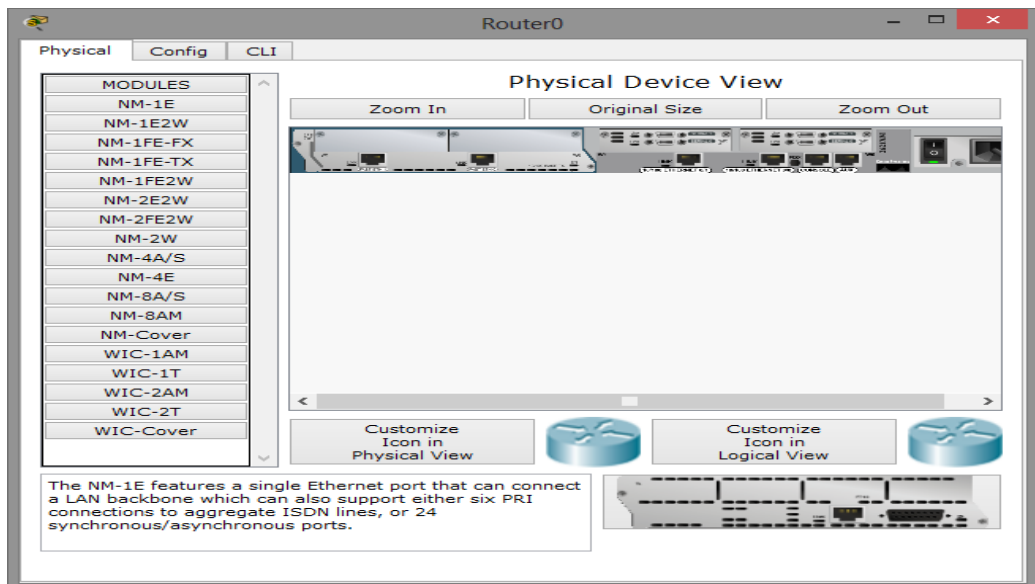 Router0
Physical
Config
CLI
MODULES
NM-1E
NM-1E2W
NM-1FE-FX
NM-1FE-TX
NM-1FE2W
NM-2E2W
NM-2FE2W
NM-2W
NM-4A/S
NM-4E
NM-8A/S
NM-8AM
NM-Cover
WIC-1AM
WIC-1T
WIC-2AM
WIC-2T
WIC-Cover
Physical Device View
Zoom In
Original Size
Zoom Out
Customize
Icon in
Physical View
Customize
Icon in
Logical View
The NM-1E features a single Ethernet port that can connect
a LAN backbone which can also support either six PRI
connections to aggregate ISDN lines, or 24
synchronous/asynchronous ports.